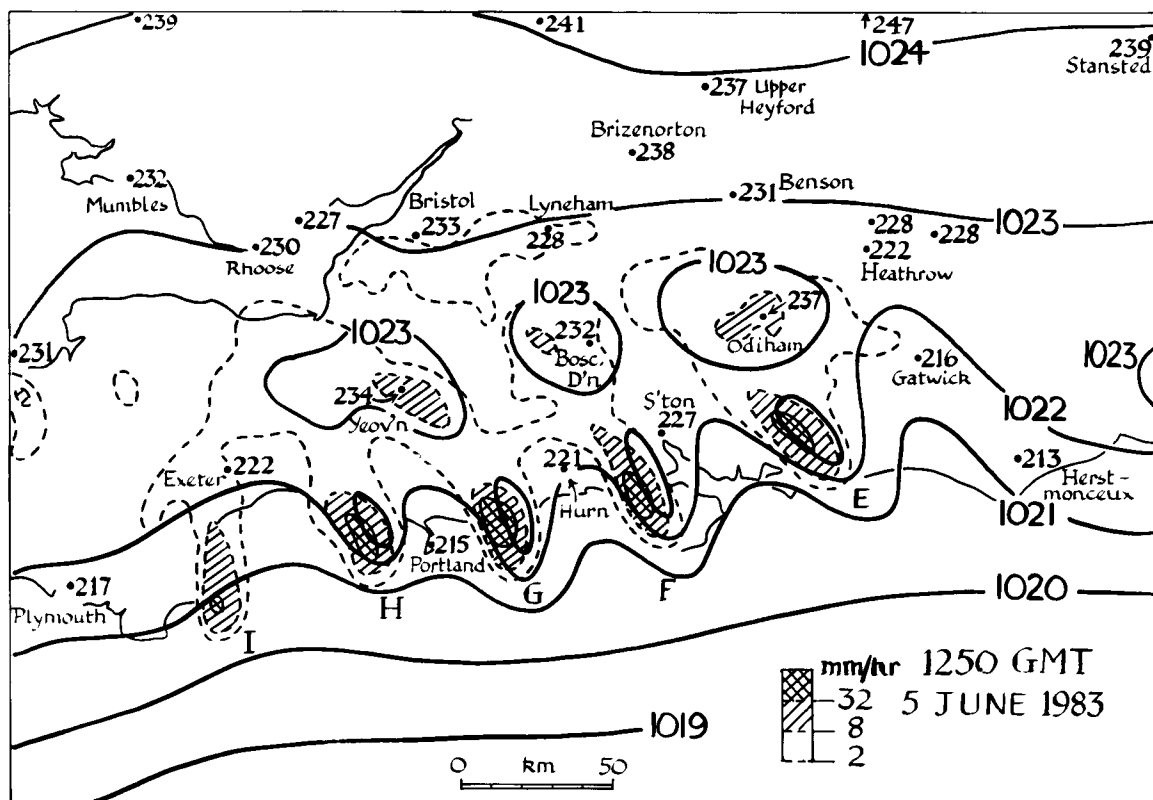 239
241
↑247
1024
239
Stansted
237 Upper
Heyford
Brizenorton
238
232
Mumbles
231 Benson
Bristol
Lyneham
227
233
228
228
228
1023
230
Rhoose
222
Heathrow
1023
1023
1023
237
Odiham
231
1023
232
Bosc.
D'n
216
Gatwick
1023
234
Yeov'n
S'ton
227
1022
Exeter
222
221
Hurn
213
Herst-
monceux
E
1021
215
Portland
217
Plymouth
H
G
F
I
1020
mm/hr 1250 GMT
32 5 JUNE 1983
8
2
1019
0 km 50